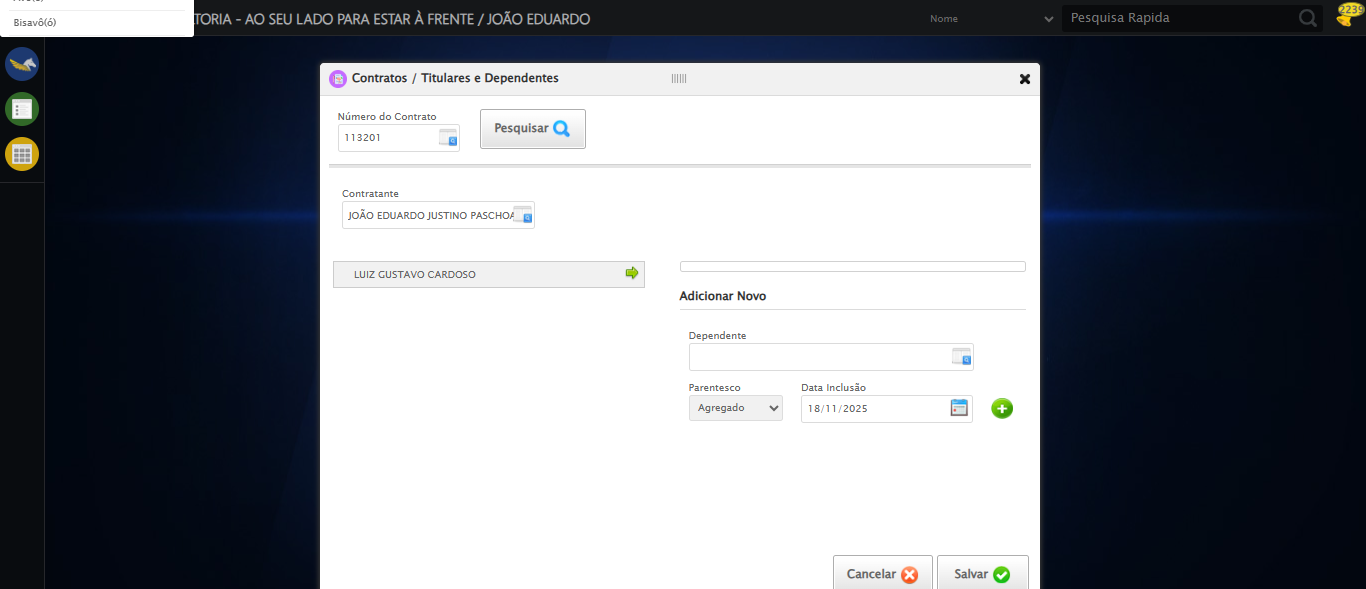 Bisavô(ó)
TORIA - AO SEU LADO PARA ESTAR À FRENTE / JOÃO EDUARDO
Nome
Pesquisa Rapida
2239
Contratos / Titulares e Dependentes
Número do Contrato
113201
Pesquisar
Contratante
JOÃO EDUARDO JUSTINO PASCHOA
LUIZ GUSTAVO CARDOSO
Adicionar Novo
Dependente
Parentesco
Data Inclusão
Agregado
18/11/2025
Cancelar
Salvar